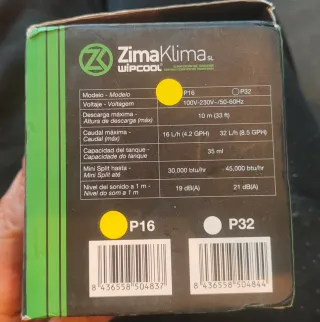 ZimaKlima SL
WIPCOOL
Modelo - Modelo P16 P32
Voltaje - Voltagem 100V-230V~/50-60Hz
Descarga máxima - 10 m (33 ft)
Altura de descarga (máx)
Caudal máxima - 16 L/h (4.2 GPH) 32 L/h (8.5 GPH)
Caudal (máx)
Capacidad del tanque - 35 ml
Capacidade do tanque
Mini Split hasta - 30,000 btu/hr 45,000 btu/hr
Mini Split até
Nivel del sonido a 1 m - 19 dB(A) 21 dB(A)
Nível do som a 1 m
P16 P32
8 436558 504837 8 436558 504844